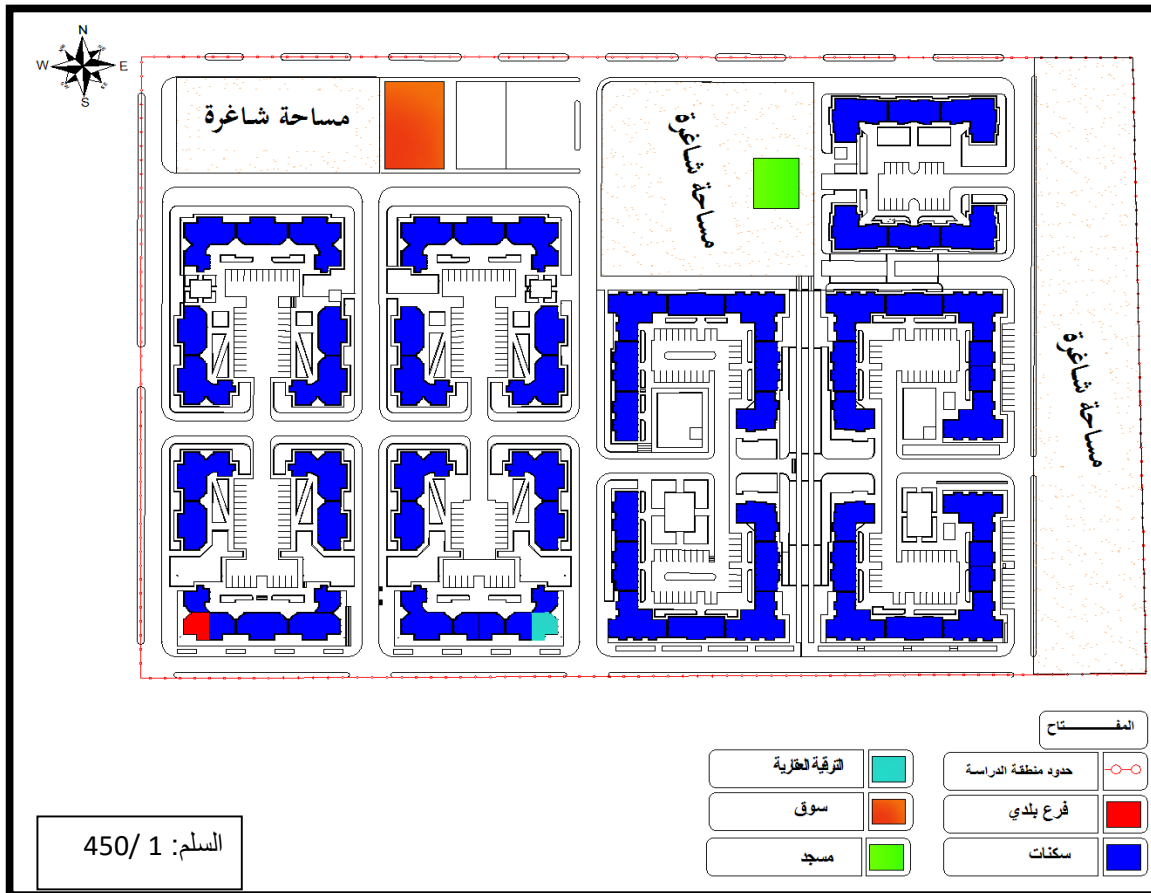 N
W E
S
مساحة شاغرة
مساحة شاغرة
مساحة شاغرة
المفـــــــتاح
حدود منطقة الدراسة
الترقية العقارية
فرع بلدي
سوق
سكنات
مسجد
السلم: 1 /450